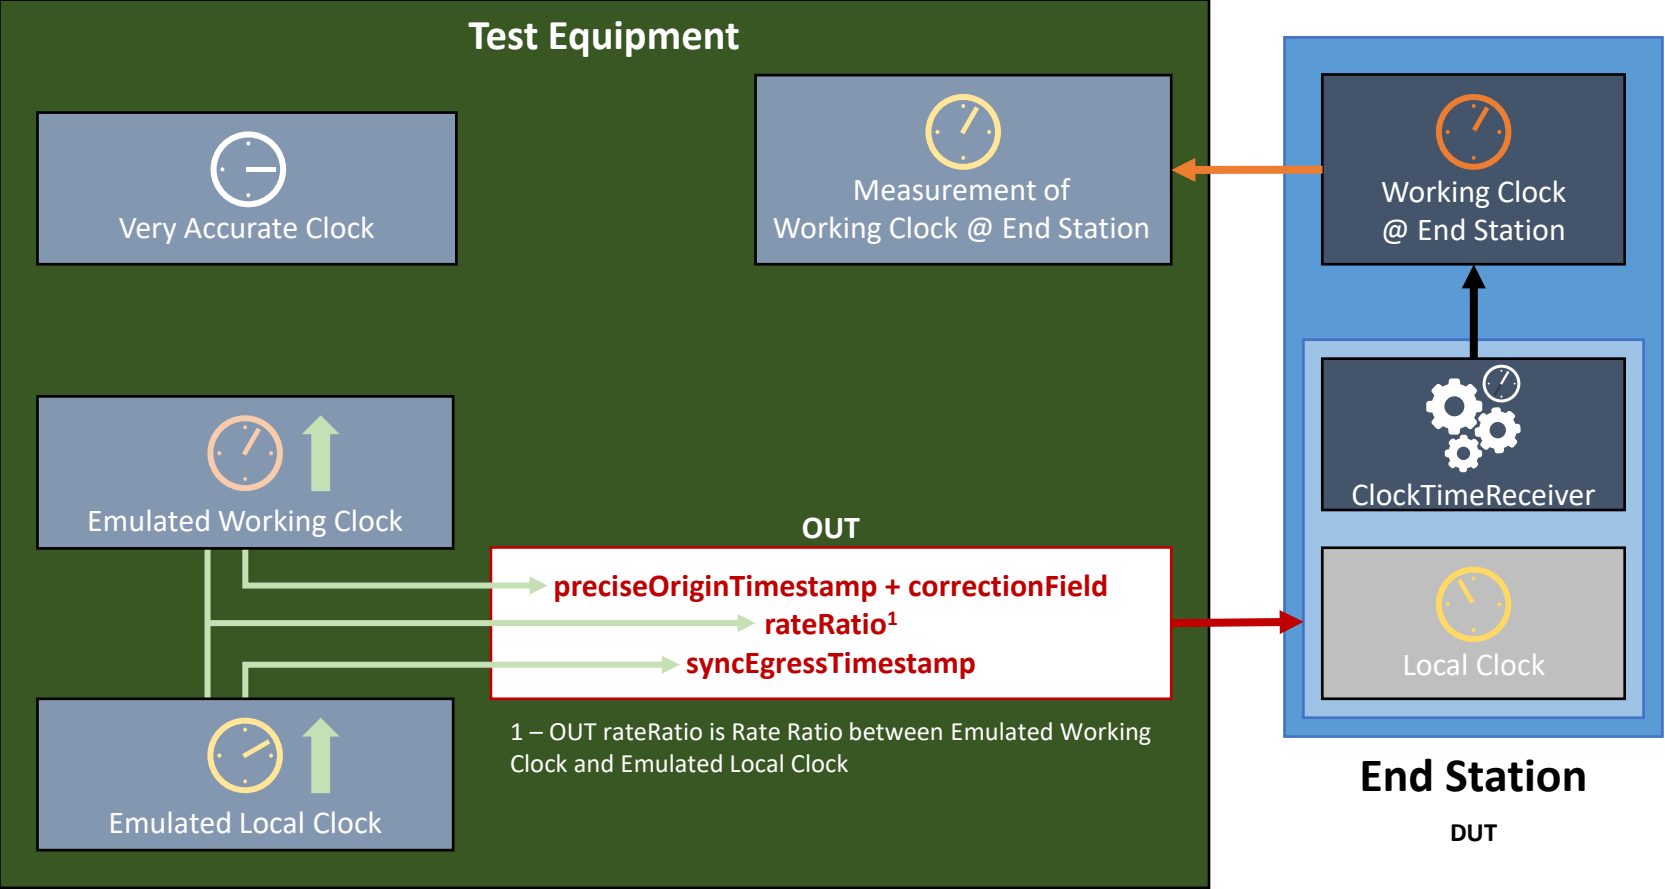 Test Equipment
Very Accurate Clock
Measurement of
Working Clock @ End Station
Working Clock
@ End Station
Emulated Working Clock
ClockTimeReceiver
OUT
preciseOriginTimestamp + correctionField
rateRatio¹
syncEgressTimestamp
Local Clock
1 – OUT rateRatio is Rate Ratio between Emulated Working
Clock and Emulated Local Clock
Emulated Local Clock
End Station
DUT